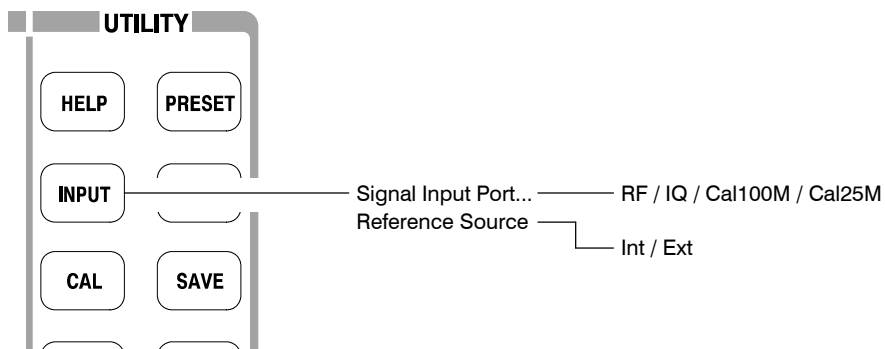 UTILITY
HELP PRESET
INPUT Signal Input Port... RF / IQ / Cal100M / Cal25M
Reference Source
Int / Ext
CAL SAVE